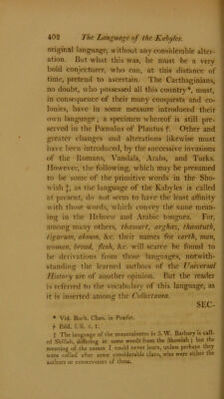 402 The Language of the Kabyles.
original language, without any considerable alter-
ation. But what this was, he must be a very
bold conjecturer, who can, at this distance of
time, pretend to ascertain. The Carthaginians,
no doubt, who possessed all this country*, must,
in consequence of their many conquests and co-
lonies, have in some measure introduced their
own language; a specimen whereof is still pre-
served in the Pænulus of Plautus †. Other and
greater changes and alterations likewise must
have been introduced, by the successive invasions
of the Romans, Vandals, Arabs, and Turks.
However, the following, which may be presumed
to be some of the primitive words in the Sho-
wiah ‡, as the language of the Kabyles is called
at present, do not seem to have the least affinity
with those words, which convey the same mean-
ing in the Hebrew and Arabic tongues. For,
among many others, thamurt, arghaz, thamtuth,
aksoum, &c. their names for earth, man,
woman, bread, flesh, &c. will scarce be found to
be derivations from those languages, notwith-
standing the learned authors of the Universal
History are of another opinion. But the reader
is referred to the vocabulary of this language, as
it is inserted among the Collectanea.
SEC-
* Vid. Boch. Chan. in Præfat.
† Ibid. l. ii. c. 1.
‡ The language of the mountaineers in S. W. Barbary is call-
ed Shillah, differing in some words from the Showiah; but the
meaning of the names I could never learn, unless perhaps they
were called after some considerable clans, who were either the
authors or conservators of them.